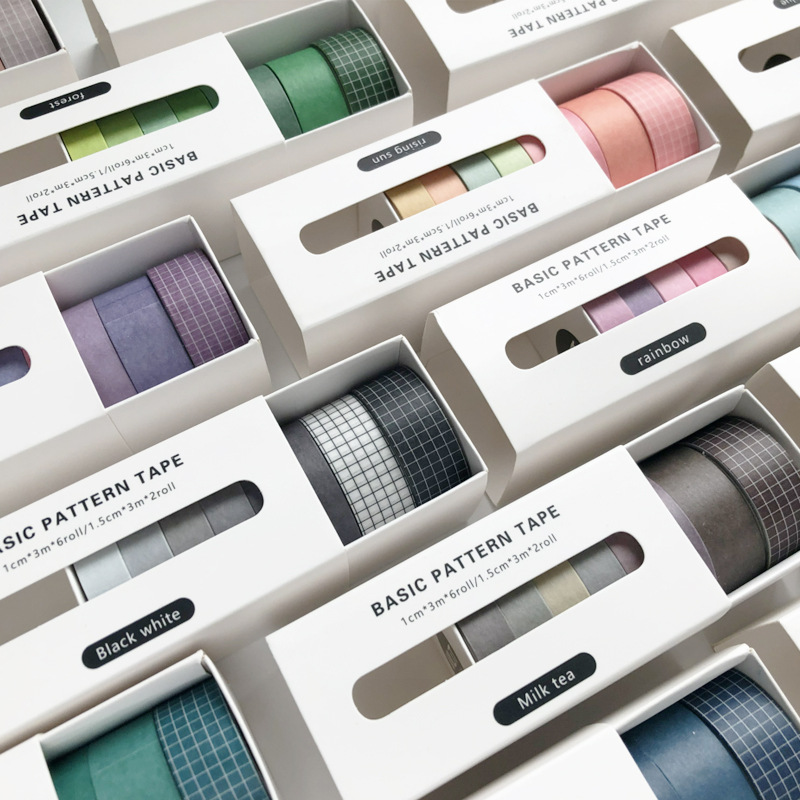 forest
1cm*3m*6roll/1.5cm*3m*2roll
BASIC PATTERN TAPE
rising sun
1cm*3m*6roll/1.5cm*3m*2roll
BASIC PATTERN TAPE
BASIC PATTERN TAPE
1cm*3m*6roll/1.5cm*3m*2roll
rainbow
ASIC PATTERN TAPE
1cm*3m*6roll/1.5cm*3m*2roll
Black white
BASIC PATTERN TAPE
1cm*3m*6roll/1.5cm*3m*2roll
Milk tea